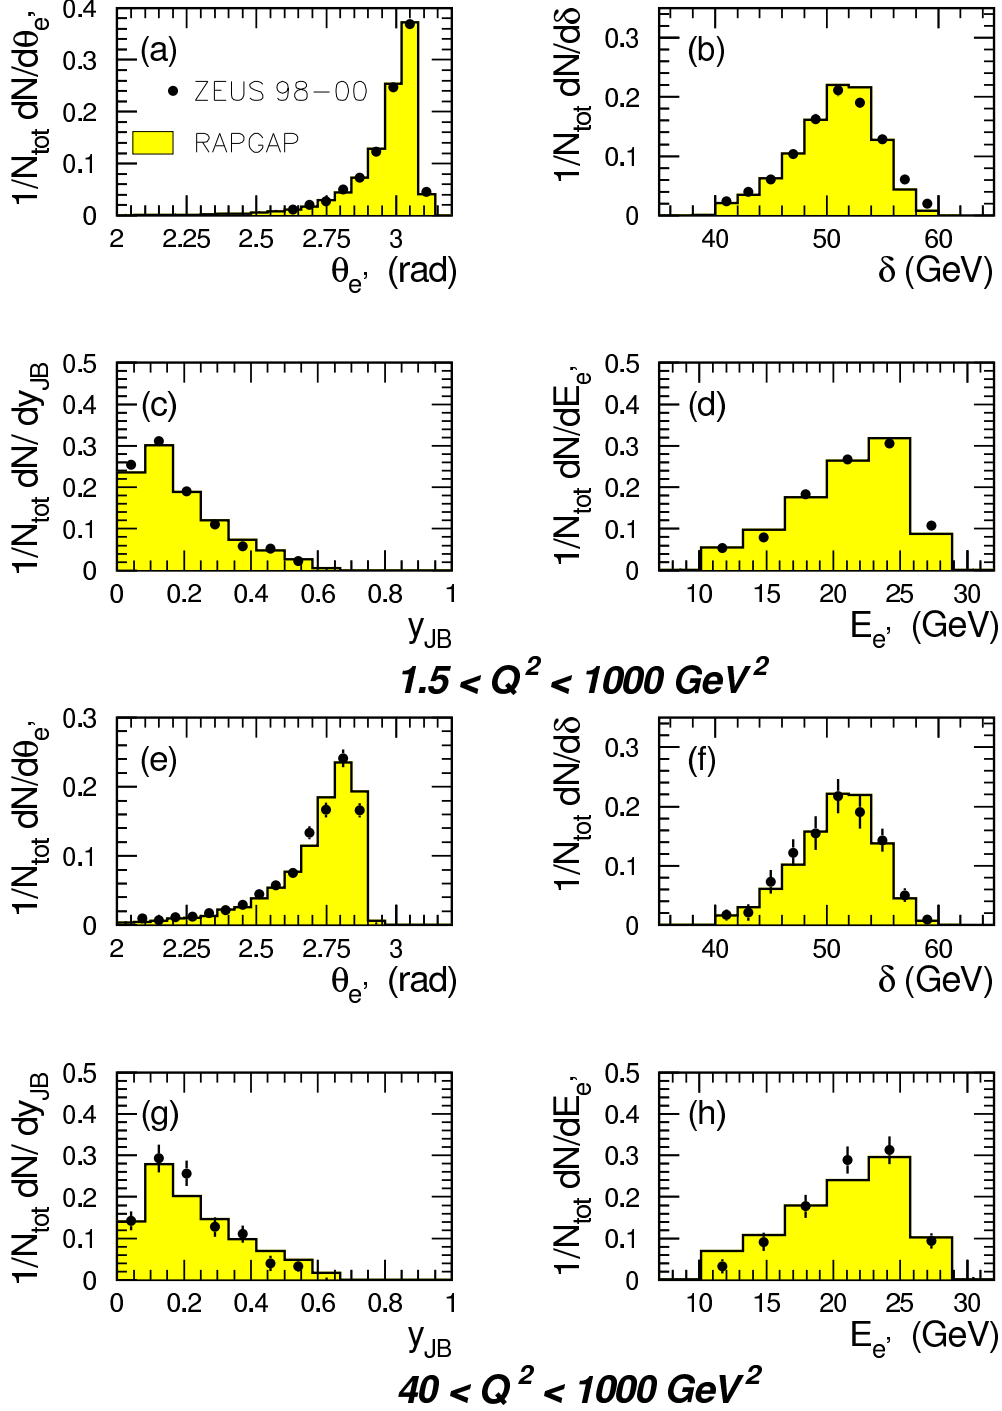 1/N_tot dN/dθ_e’
0.4
0.3
0.2
0.1
0
(a)
ZEUS 98-00
RAPGAP
2 2.25 2.5 2.75 3
θ_e’ (rad)
1/N_tot dN/dδ
0.3
0.2
0.1
0
(b)
40 50 60
δ (GeV)
1/N_tot dN/ dy_JB
0.5
0.4
0.3
0.2
0.1
0
(c)
0 0.2 0.4 0.6 0.8 1
y_JB
1/N_tot dN/dE_e’
0.5
0.4
0.3
0.2
0.1
0
(d)
10 15 20 25 30
E_e’ (GeV)
1.5 < Q² < 1000 GeV²
1/N_tot dN/dθ_e’
0.3
0.2
0.1
0
(e)
2 2.25 2.5 2.75 3
θ_e’ (rad)
1/N_tot dN/dδ
0.3
0.2
0.1
0
(f)
40 50 60
δ (GeV)
1/N_tot dN/ dy_JB
0.5
0.4
0.3
0.2
0.1
0
(g)
0 0.2 0.4 0.6 0.8 1
y_JB
1/N_tot dN/dE_e’
0.5
0.4
0.3
0.2
0.1
0
(h)
10 15 20 25 30
E_e’ (GeV)
40 < Q² < 1000 GeV²